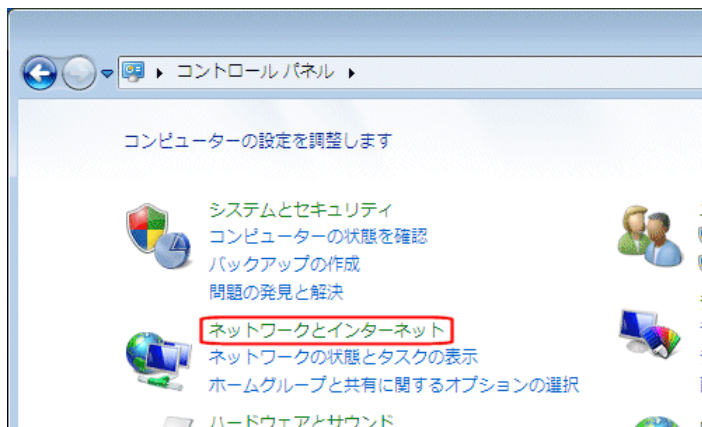 コントロール パネル
コンピューターの設定を調整します
システムとセキュリティ
コンピューターの状態を確認
バックアップの作成
問題の発見と解決
ネットワークとインターネット
ネットワークの状態とタスクの表示
ホームグループと共有に関するオプションの選択
ハードウェアとサウンド